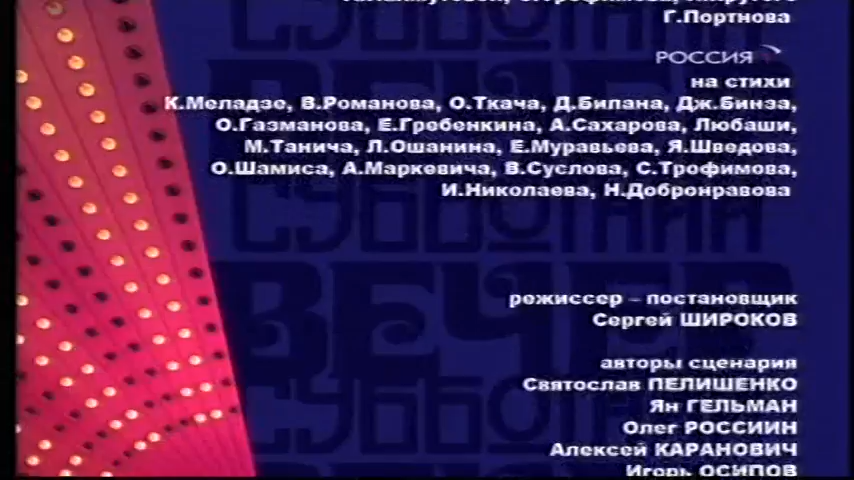 Г.Портнова
РОССИЯ
на стихи
К.Меладзе, В.Романова, О.Ткача, Д.Билана, Дж.Бинза,
О.Газманова, Е.Гребенкина, А.Сахарова, Любаши,
М.Танича, Л.Ошанина, Е.Муравьева, Я.Шведова,
О.Шамиса, А.Маркевича, В.Суслова, С.Трофимова,
И.Николаева, Н.Добронравова
СУББОТНИЙ
ВЕЧЕР
режиссер – постановщик
Сергей ШИРОКОВ
авторы сценария
Святослав ПЕЛИШЕНКО
Ян ГЕЛЬМАН
Олег РОССИИН
Алексей КАРАНОВИЧ
Игорь ОСИПОВ